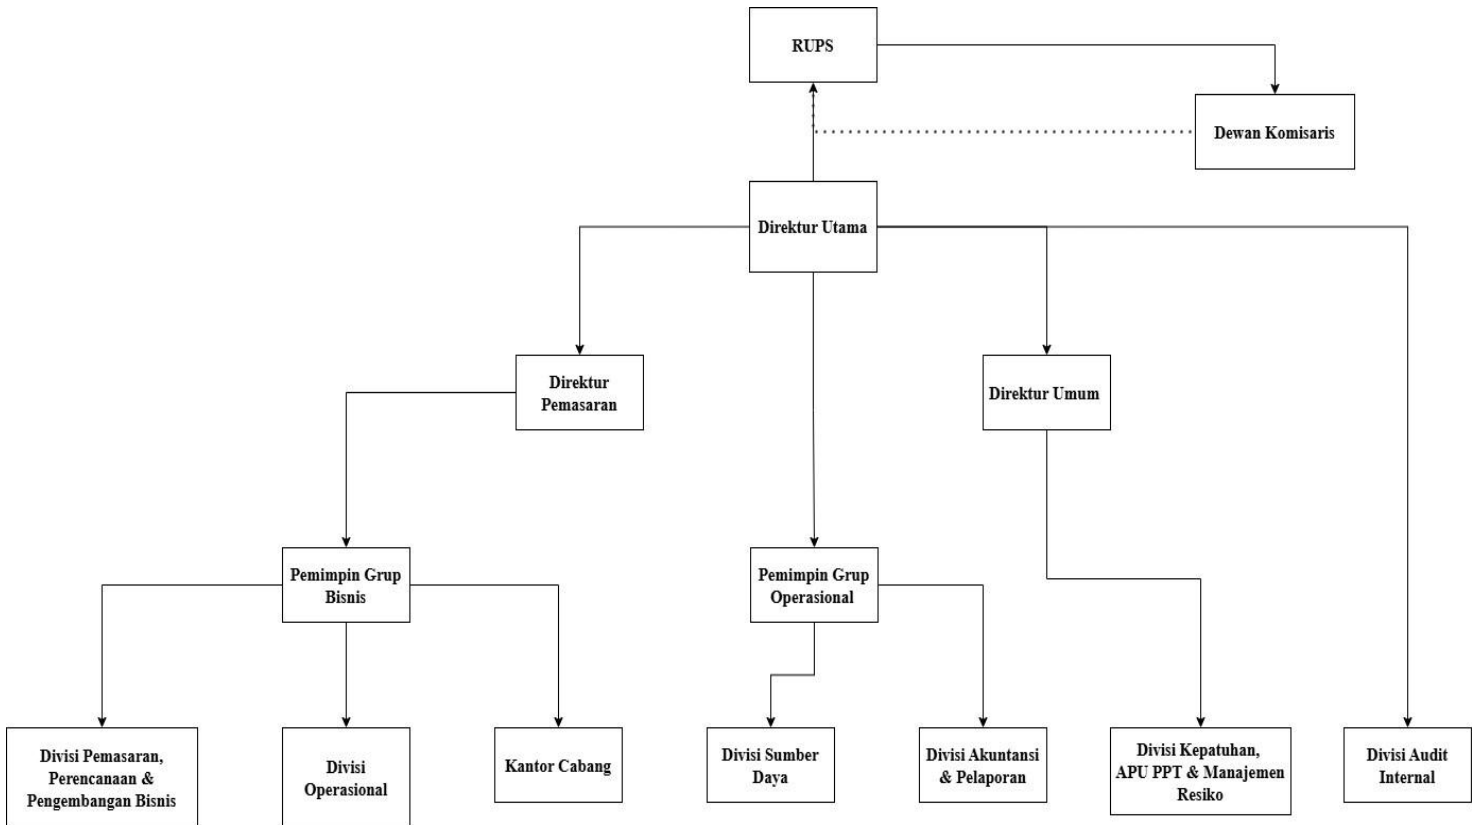 RUPS
Dewan Komisaris
Direktur Utama
Direktur
Pemasaran
Direktur Umum
Pemimpin Grup
Bisnis
Pemimpin Grup
Operasional
Divisi Pemasaran,
Perencanaan &
Pengembangan Bisnis
Divisi
Operasional
Kantor Cabang
Divisi Sumber
Daya
Divisi Akuntansi
& Pelaporan
Divisi Kepatuhan,
APU PPT & Manajemen
Resiko
Divisi Audit
Internal